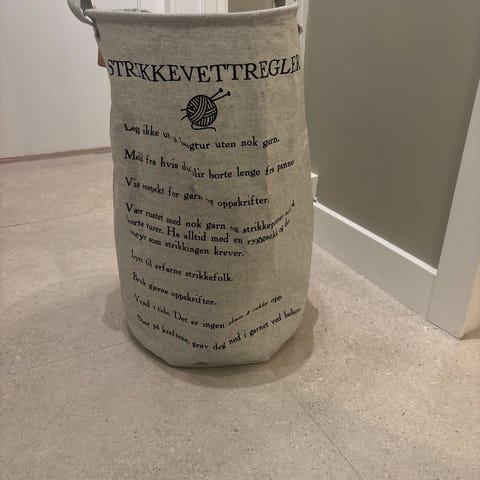 STRIKKEVETTREGLER
Leg ikke ut på langtur uten nok garn.
Meld fra hvis du blir borte lenge fra pinnene
Vis respekt for garn og oppskrifter.
Vær rustet med nok garn og strikkepinner
korte turer. Ha alltid med en ryggsekk
utstyr som strikkingen krever.
Lytt til erfarne strikkefolk.
Bruk gjerne oppskrifter.
Vend i tide. Det er ingen skam å rekke opp.
Spar på kreftene, grav deg ned i garnet ved behov.